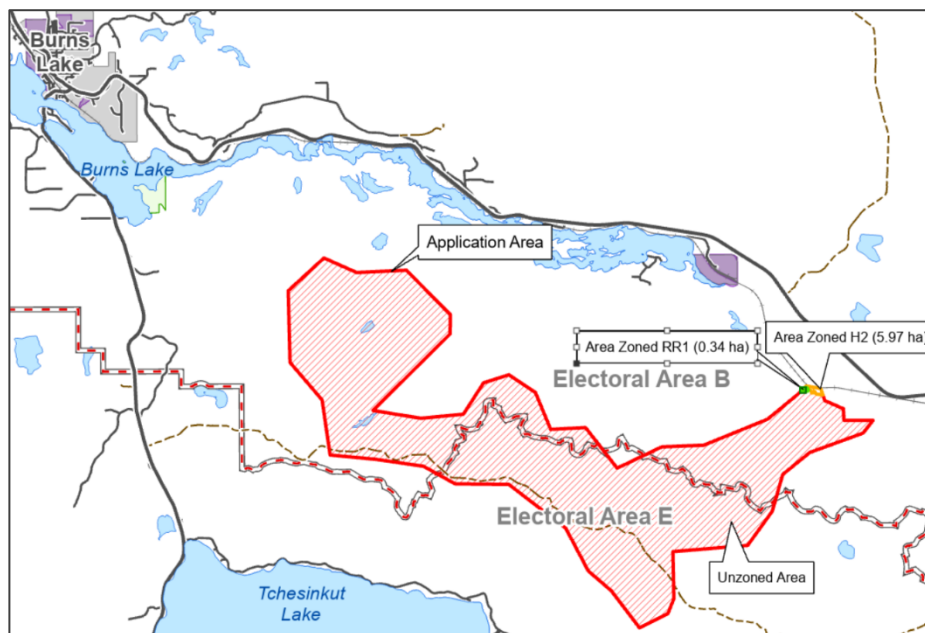 Burns
Lake
Burns Lake
Application Area
Area Zoned RR1 (0.34 ha)
Area Zoned H2 (5.97 ha)
Electoral Area B
Electoral Area E
Unzoned Area
Tchesinkut
Lake